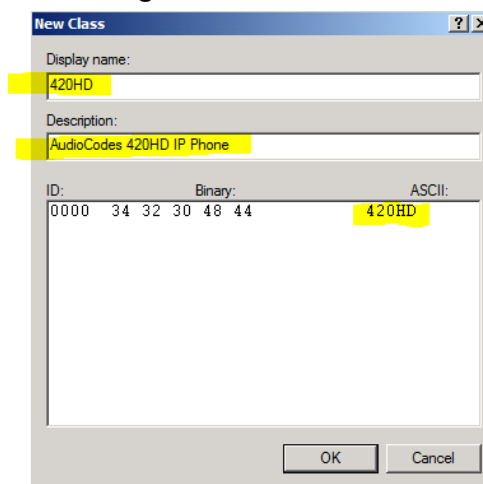 New Class
Display name:
420HD
Description:
AudioCodes 420HD IP Phone
ID: Binary: ASCII:
0000 34 32 30 48 44 420HD
OK Cancel